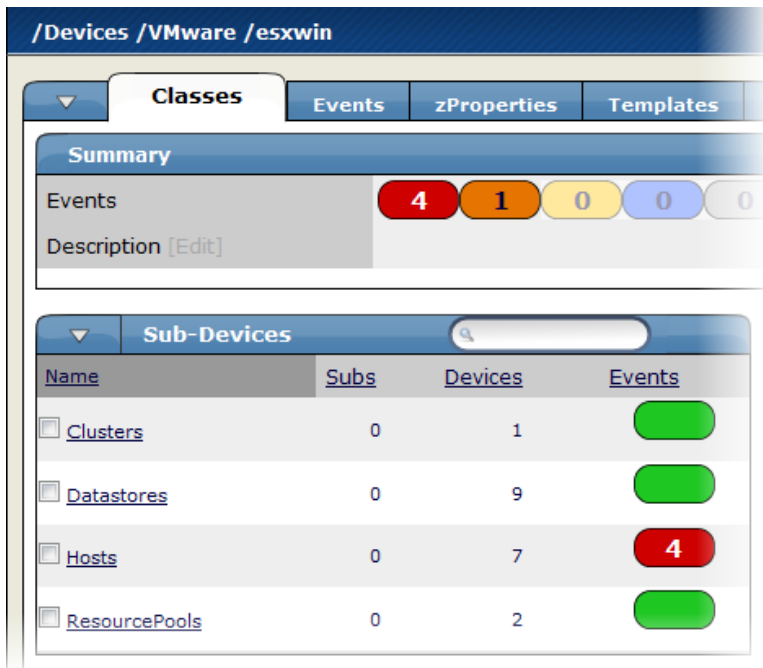 /Devices /VMware /esxwin
Classes Events zProperties Templates
Summary
Events 4 1 0 0 0
Description [Edit]
Sub-Devices
Name Subs Devices Events
Clusters 0 1
Datastores 0 9
Hosts 0 7 4
ResourcePools 0 2